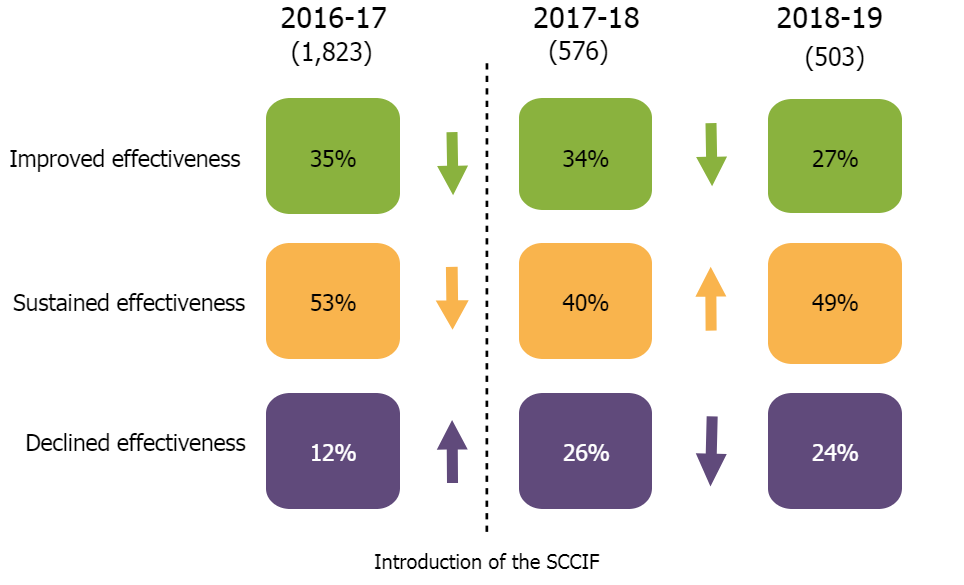 2016-17 2017-18 2018-19
(1,823) (576) (503)
Improved effectiveness 35% 34% 27%
Sustained effectiveness 53% 40% 49%
Declined effectiveness 12% 26% 24%
Introduction of the SCCIF